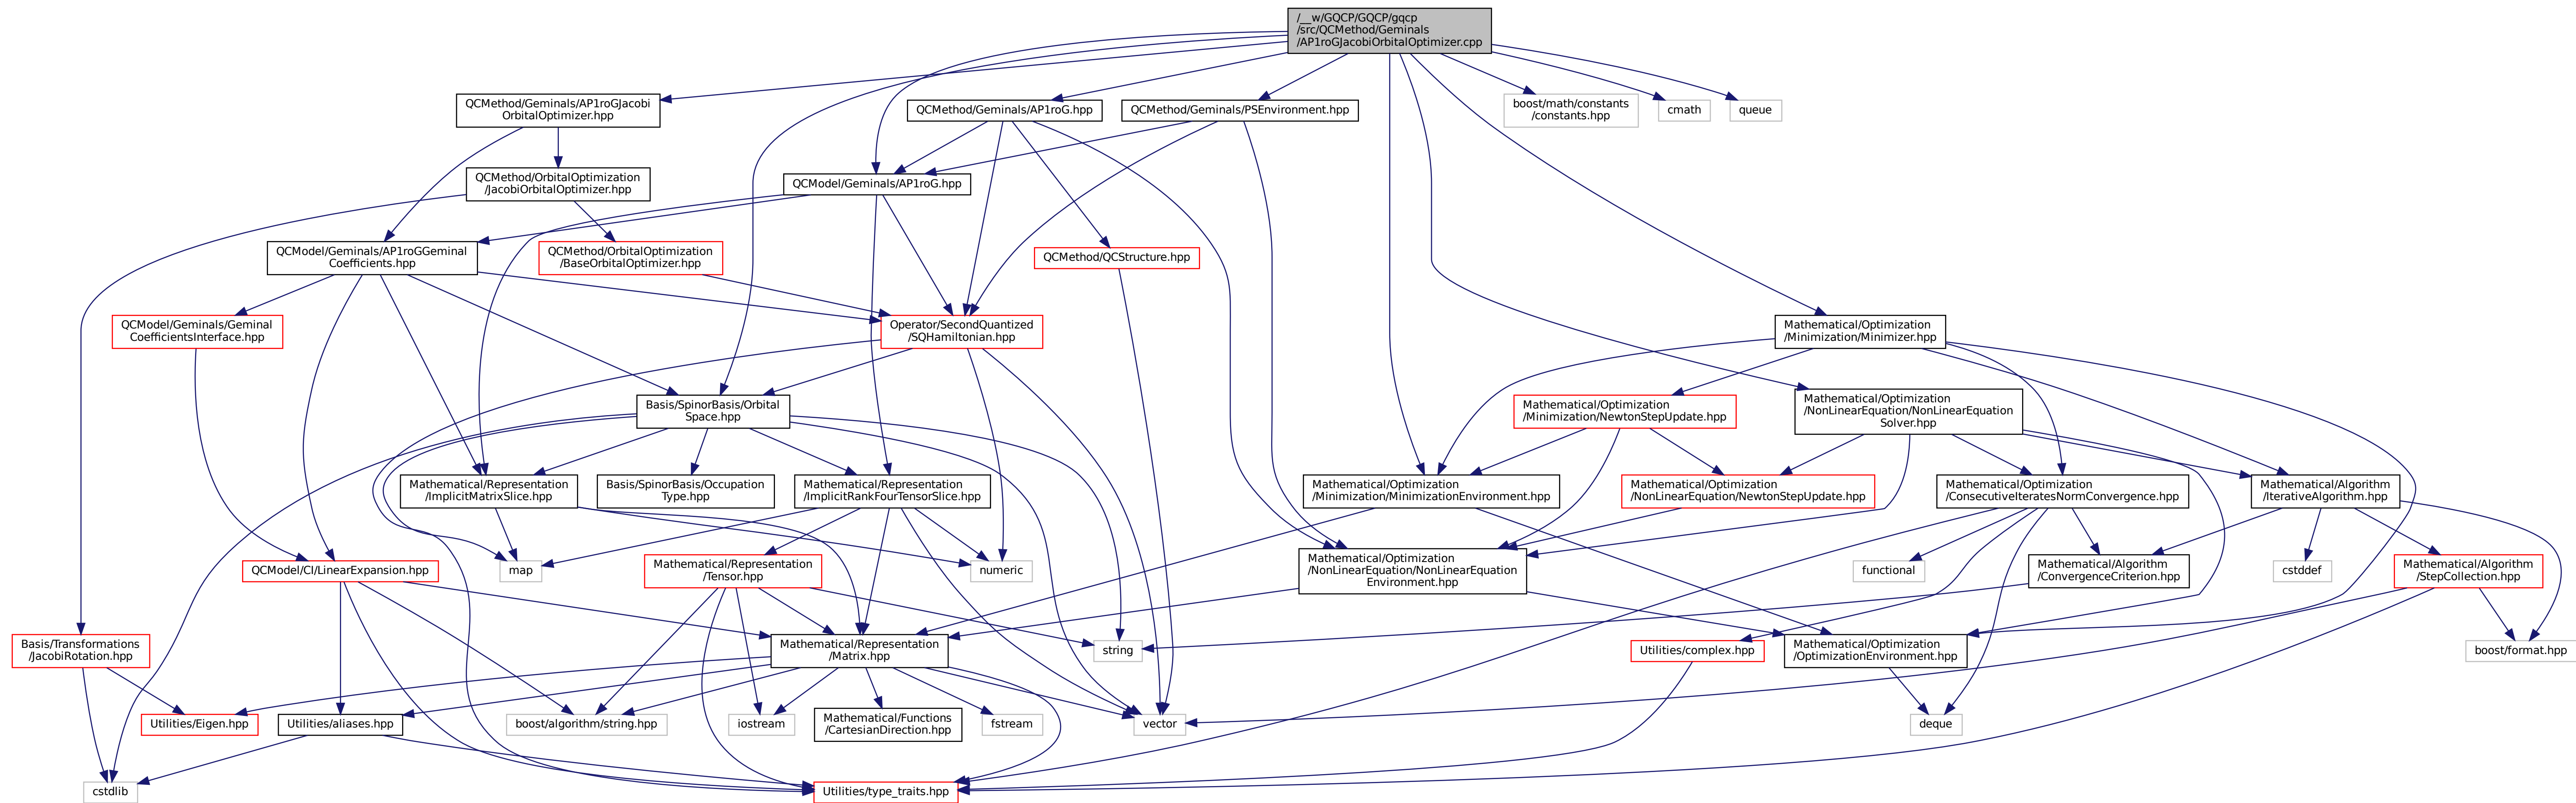 /__w/GQCP/GQCP/gqcp
/src/QCMethod/Geminals
/AP1roGJacobiOrbitalOptimizer.cpp
QCMethod/Geminals/AP1roGJacobi
OrbitalOptimizer.hpp
QCMethod/Geminals/AP1roG.hpp
QCMethod/Geminals/PSEnvironment.hpp
boost/math/constants
/constants.hpp
cmath
queue
QCMethod/OrbitalOptimization
/JacobiOrbitalOptimizer.hpp
QCModel/Geminals/AP1roG.hpp
QCModel/Geminals/AP1roGGeminal
Coefficients.hpp
QCMethod/OrbitalOptimization
/BaseOrbitalOptimizer.hpp
QCMethod/QCStructure.hpp
QCModel/Geminals/Geminal
CoefficientsInterface.hpp
Operator/SecondQuantized
/SQHamiltonian.hpp
Mathematical/Optimization
/Minimization/Minimizer.hpp
Basis/SpinorBasis/Orbital
Space.hpp
Mathematical/Optimization
/Minimization/NewtonStepUpdate.hpp
Mathematical/Optimization
/NonLinearEquation/NonLinearEquation
Solver.hpp
Mathematical/Representation
/ImplicitMatrixSlice.hpp
Basis/SpinorBasis/Occupation
Type.hpp
Mathematical/Representation
/ImplicitRankFourTensorSlice.hpp
Mathematical/Optimization
/Minimization/MinimizationEnvironment.hpp
Mathematical/Optimization
/NonLinearEquation/NewtonStepUpdate.hpp
Mathematical/Optimization
/ConsecutiveIteratesNormConvergence.hpp
Mathematical/Algorithm
/IterativeAlgorithm.hpp
QCModel/CI/LinearExpansion.hpp
map
Mathematical/Representation
/Tensor.hpp
numeric
Mathematical/Optimization
/NonLinearEquation/NonLinearEquation
Environment.hpp
functional
Mathematical/Algorithm
/ConvergenceCriterion.hpp
cstddef
Mathematical/Algorithm
/StepCollection.hpp
Basis/Transformations
/JacobiRotation.hpp
Mathematical/Representation
/Matrix.hpp
string
Utilities/complex.hpp
Mathematical/Optimization
/OptimizationEnvironment.hpp
boost/format.hpp
Utilities/Eigen.hpp
Utilities/aliases.hpp
boost/algorithm/string.hpp
iostream
Mathematical/Functions
/CartesianDirection.hpp
fstream
vector
deque
cstdlib
Utilities/type_traits.hpp